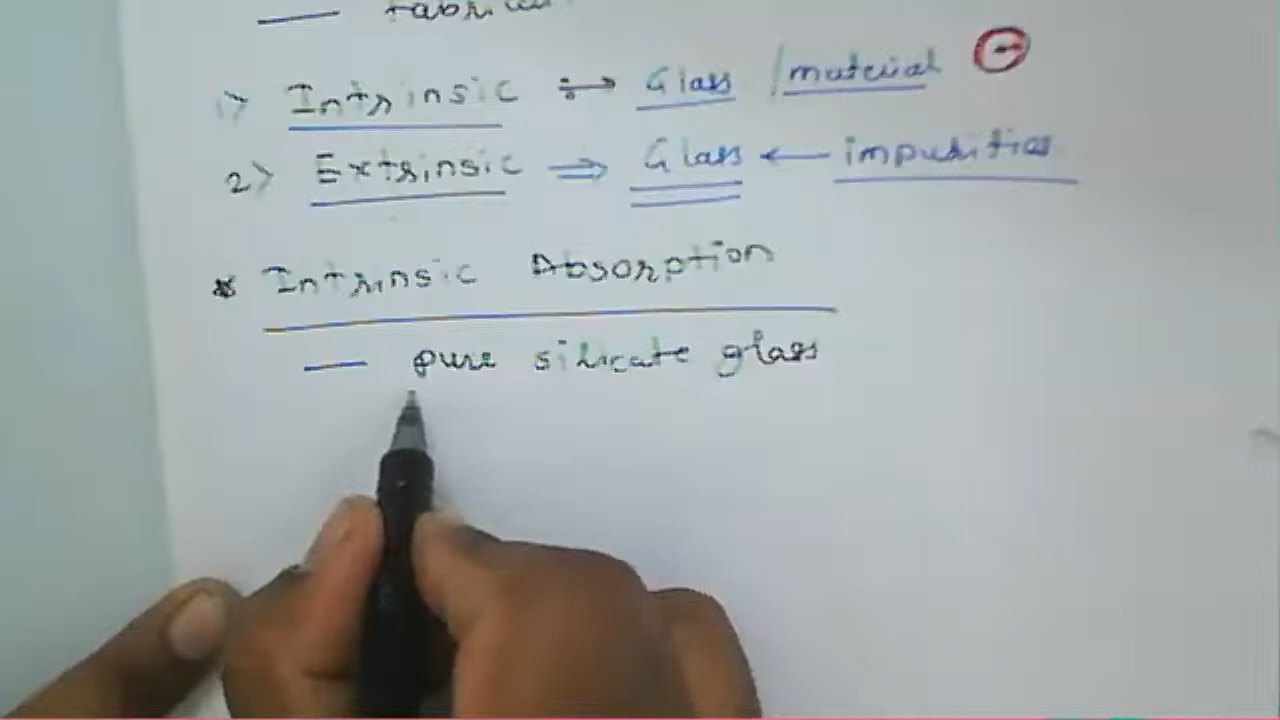 1) Intrinsic ÷→ Glass / material ⊖
2) Extrinsic ⇒ Glass ← impurities
* Intrinsic Absorption
— pure silicate glass